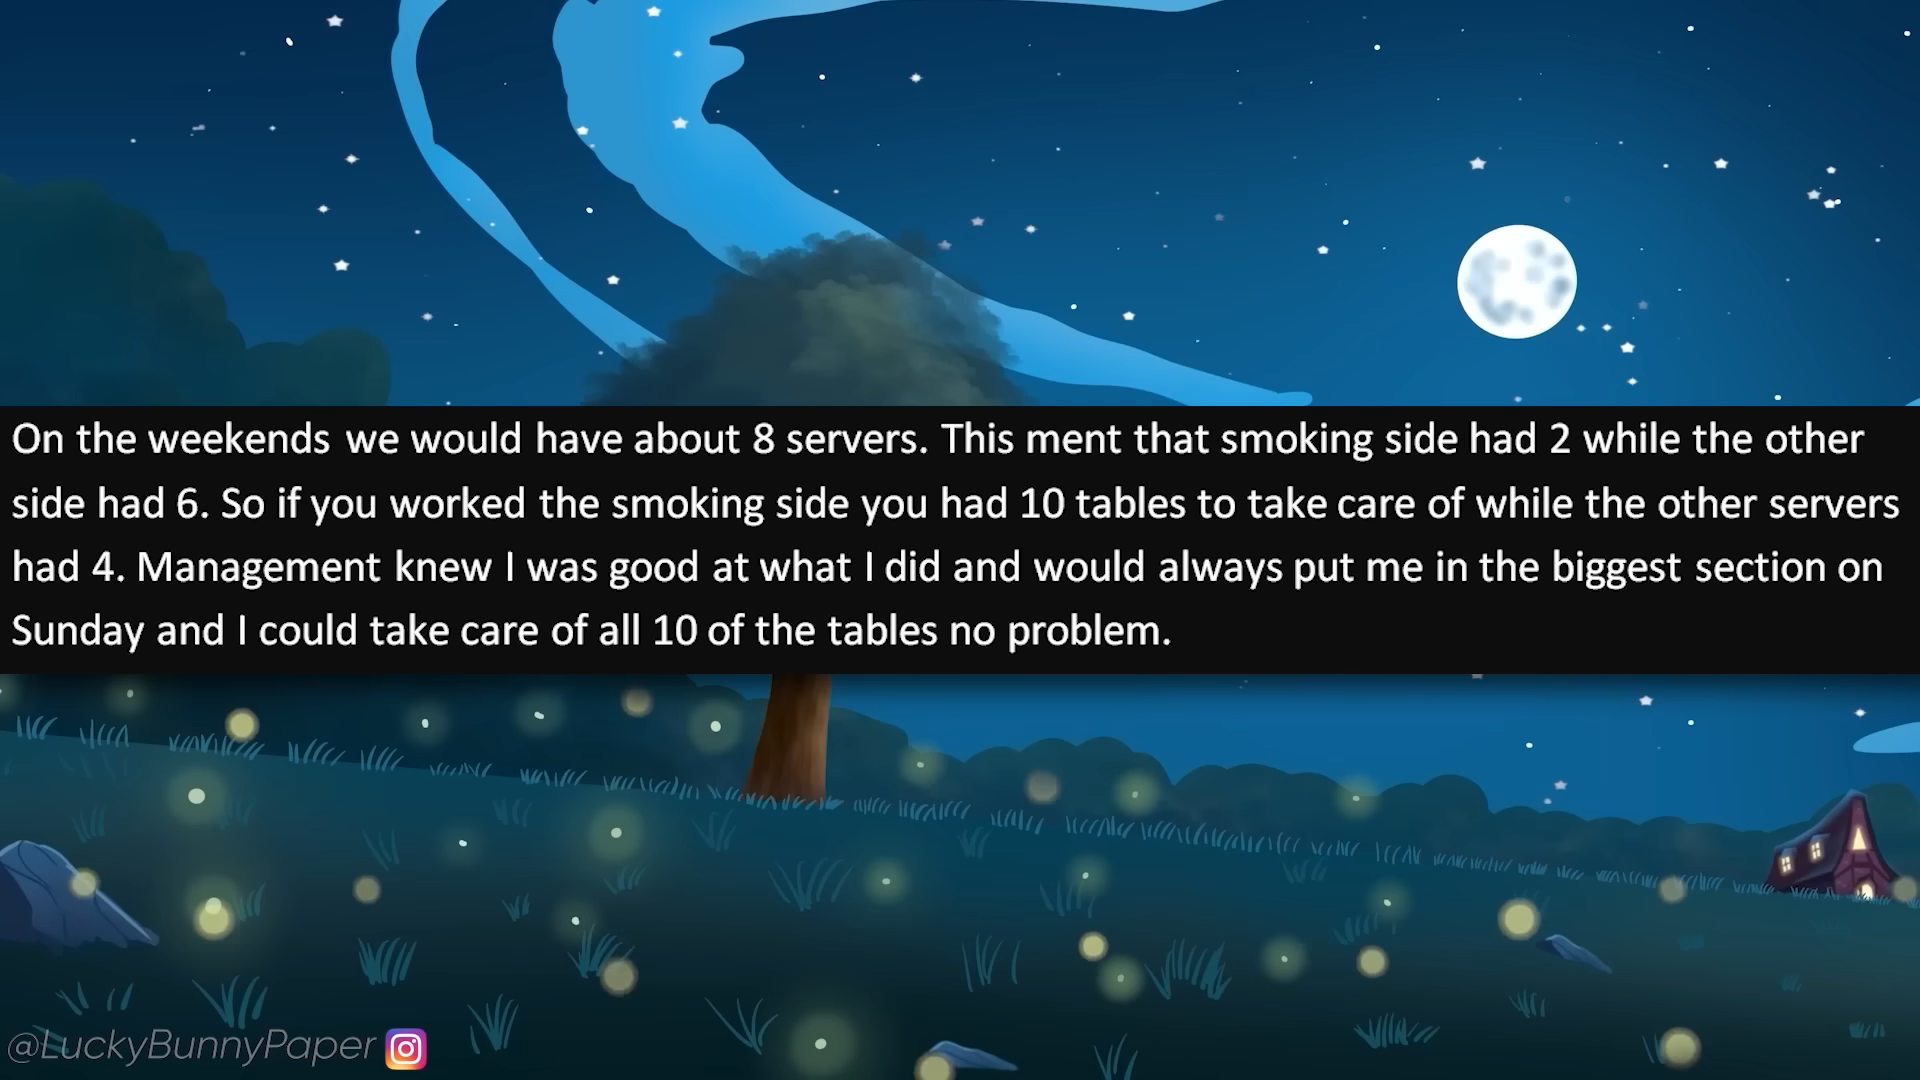 On the weekends we would have about 8 servers. This ment that smoking side had 2 while the other
side had 6. So if you worked the smoking side you had 10 tables to take care of while the other servers
had 4. Management knew I was good at what I did and would always put me in the biggest section on
Sunday and I could take care of all 10 of the tables no problem.
@LuckyBunnyPaper